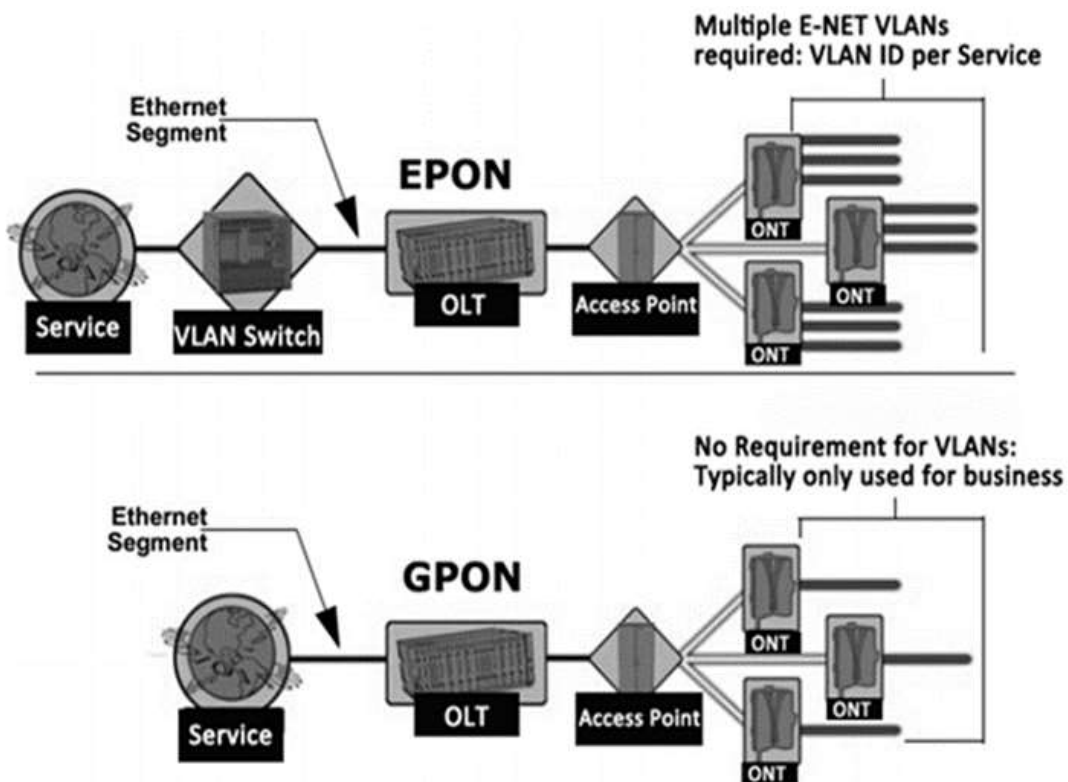 Multiple E-NET VLANs
required: VLAN ID per Service
Ethernet
Segment
EPON
ONT
ONT
ONT
Service
VLAN Switch
OLT
Access Point
No Requirement for VLANs:
Typically only used for business
Ethernet
Segment
GPON
ONT
ONT
ONT
Service
OLT
Access Point